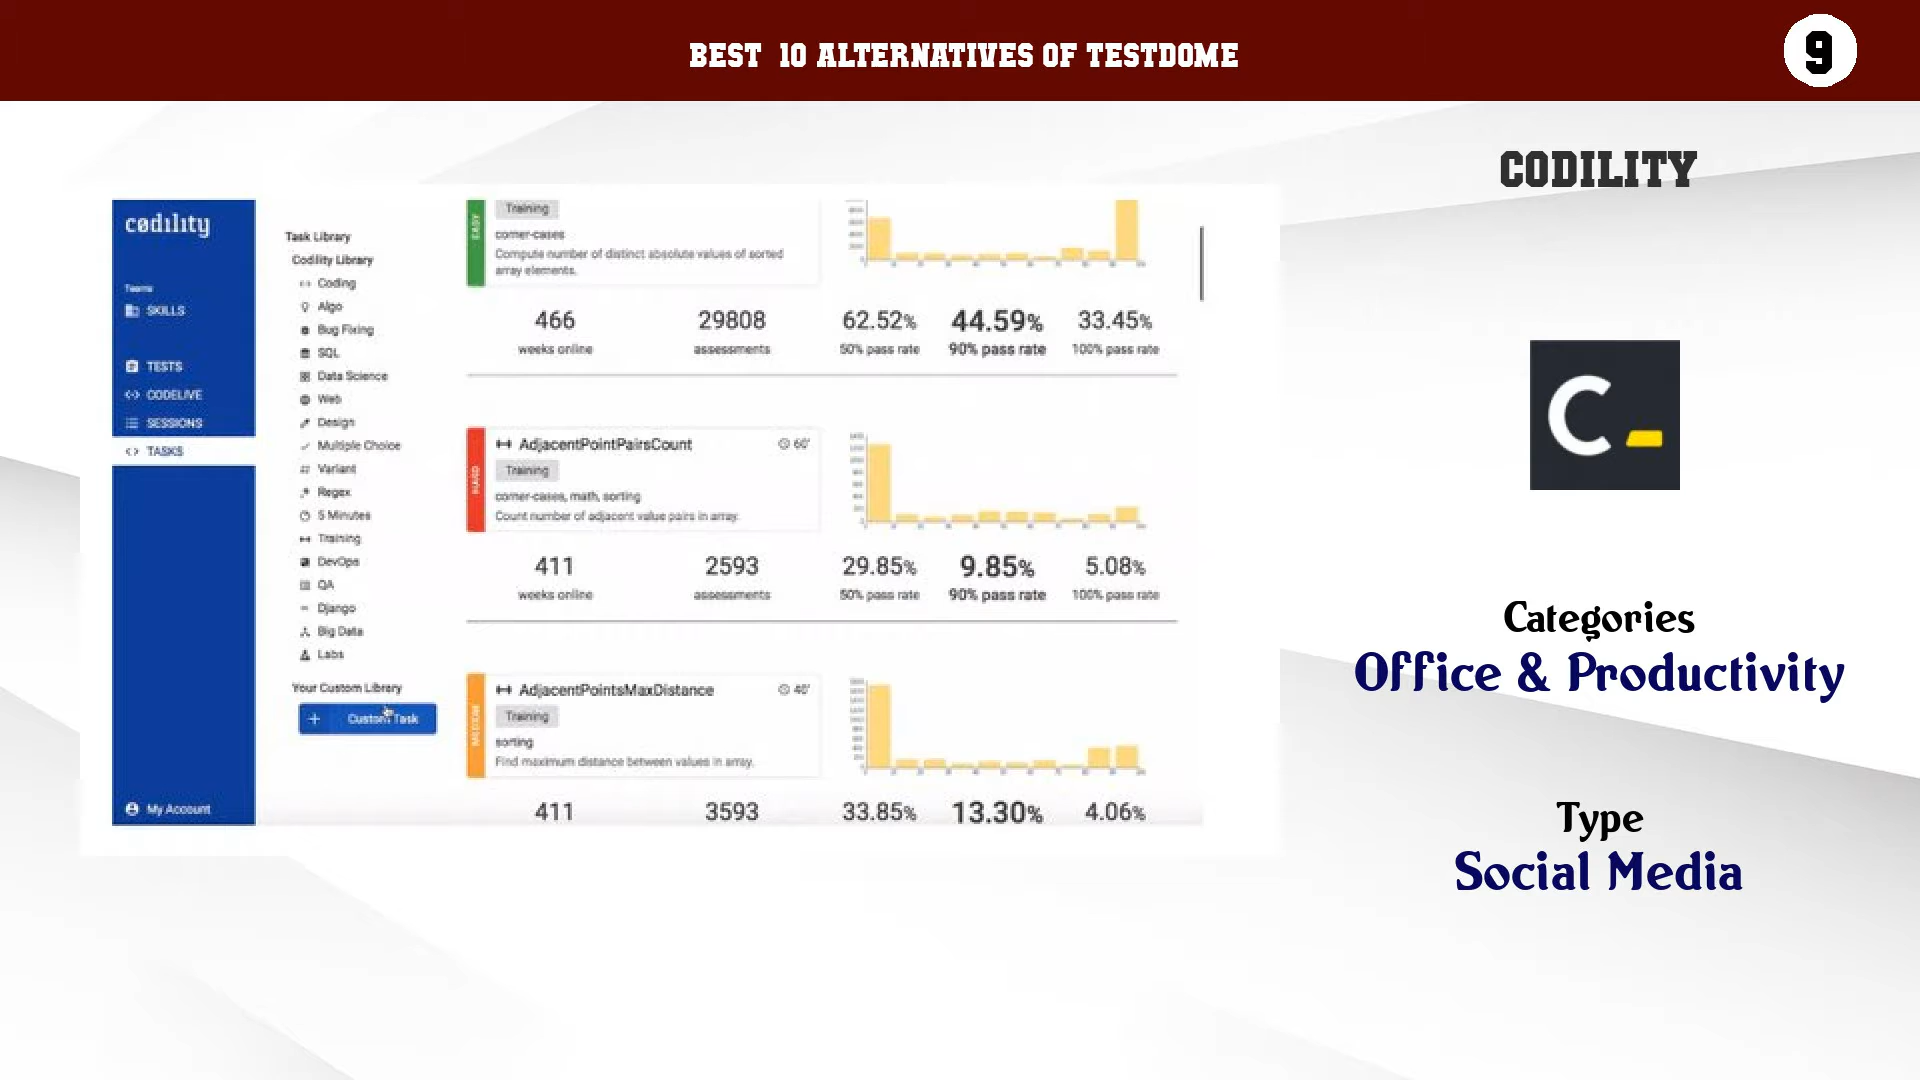 BEST 10 ALTERNATIVES OF TESTDOME
9
CODILITY
codility
Teams
SKILLS
TESTS
CODELIVE
SESSIONS
TASKS
My Account
Task Library
Codility Library
Coding
Algo
Bug Fixing
SQL
Data Science
Web
Design
Multiple Choice
Variant
Regex
5 Minutes
Training
DevOps
QA
Django
Big Data
Labs
Your Custom Library
+ Custom Task
EASY
Training
corner-cases
Compute number of distinct absolute values of sorted
array elements.
466 29808 62.52% 44.59% 33.45%
weeks online assessments 50% pass rate 90% pass rate 100% pass rate
HARD
AdjacentPointPairsCount 60'
Training
corner-cases, math, sorting
Count number of adjacent value pairs in array.
411 2593 29.85% 9.85% 5.08%
weeks online assessments 50% pass rate 90% pass rate 100% pass rate
MEDIUM
AdjacentPointsMaxDistance 40'
Training
sorting
Find maximum distance between values in array.
411 3593 33.85% 13.30% 4.06%
C_
Categories
Office & Productivity
Type
Social Media